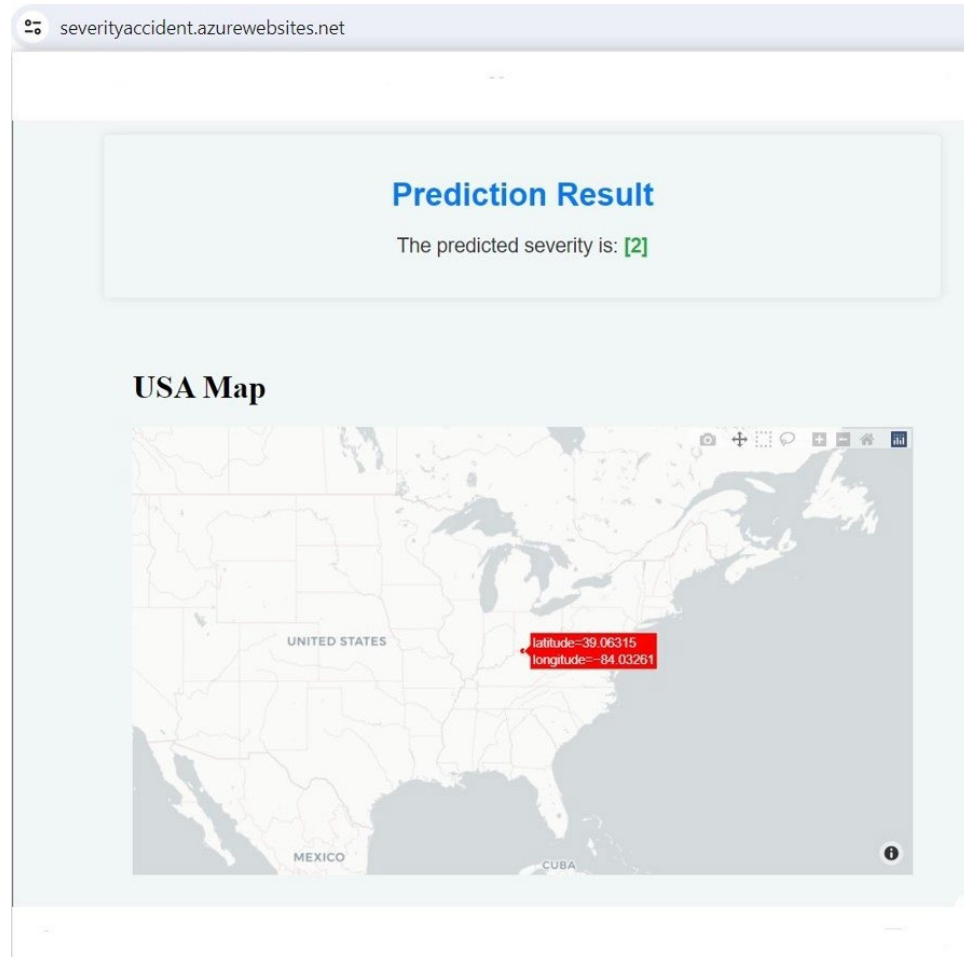 severityaccident.azurewebsites.net
Prediction Result
The predicted severity is: [2]
USA Map
UNITED STATES
latitude=39.06315
longitude=−84.03261
MEXICO
CUBA